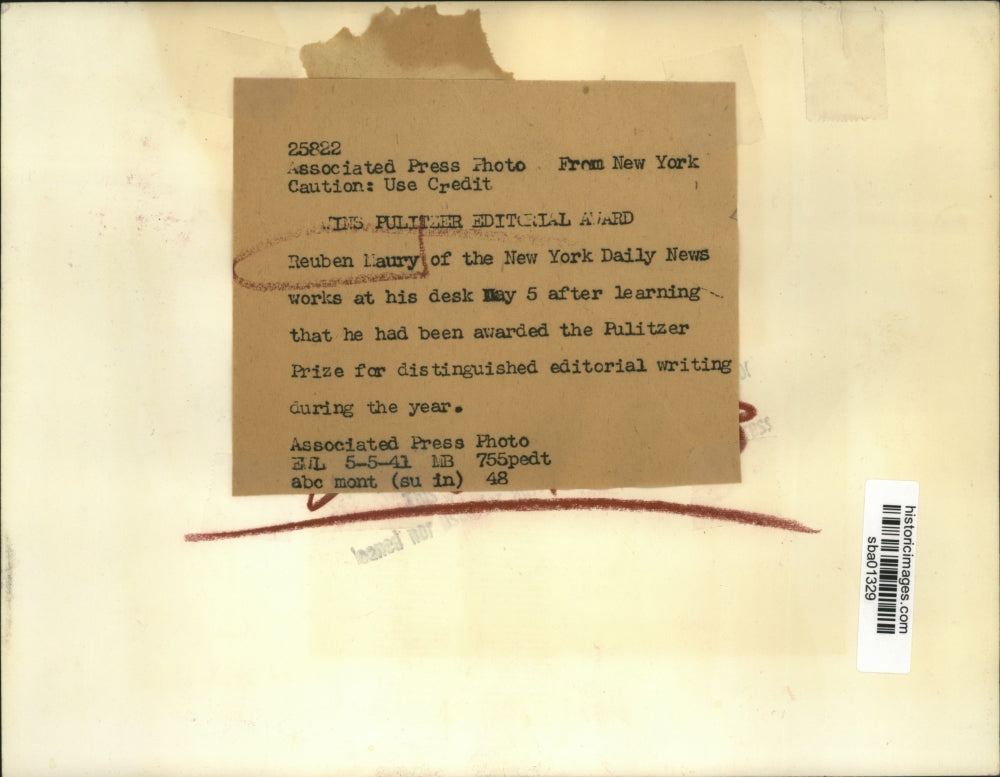 25822
Associated Press Photo From New York
Caution: Use Credit
WINS PULITZER EDITORIAL AWARD
Reuben Maury of the New York Daily News
works at his desk May 5 after learning
that he had been awarded the Pulitzer
Prize for distinguished editorial writing
during the year.
Associated Press Photo
EWL 5-5-41 MB 755pedt
abc mont (su in) 48
historicimages.com
sba01329